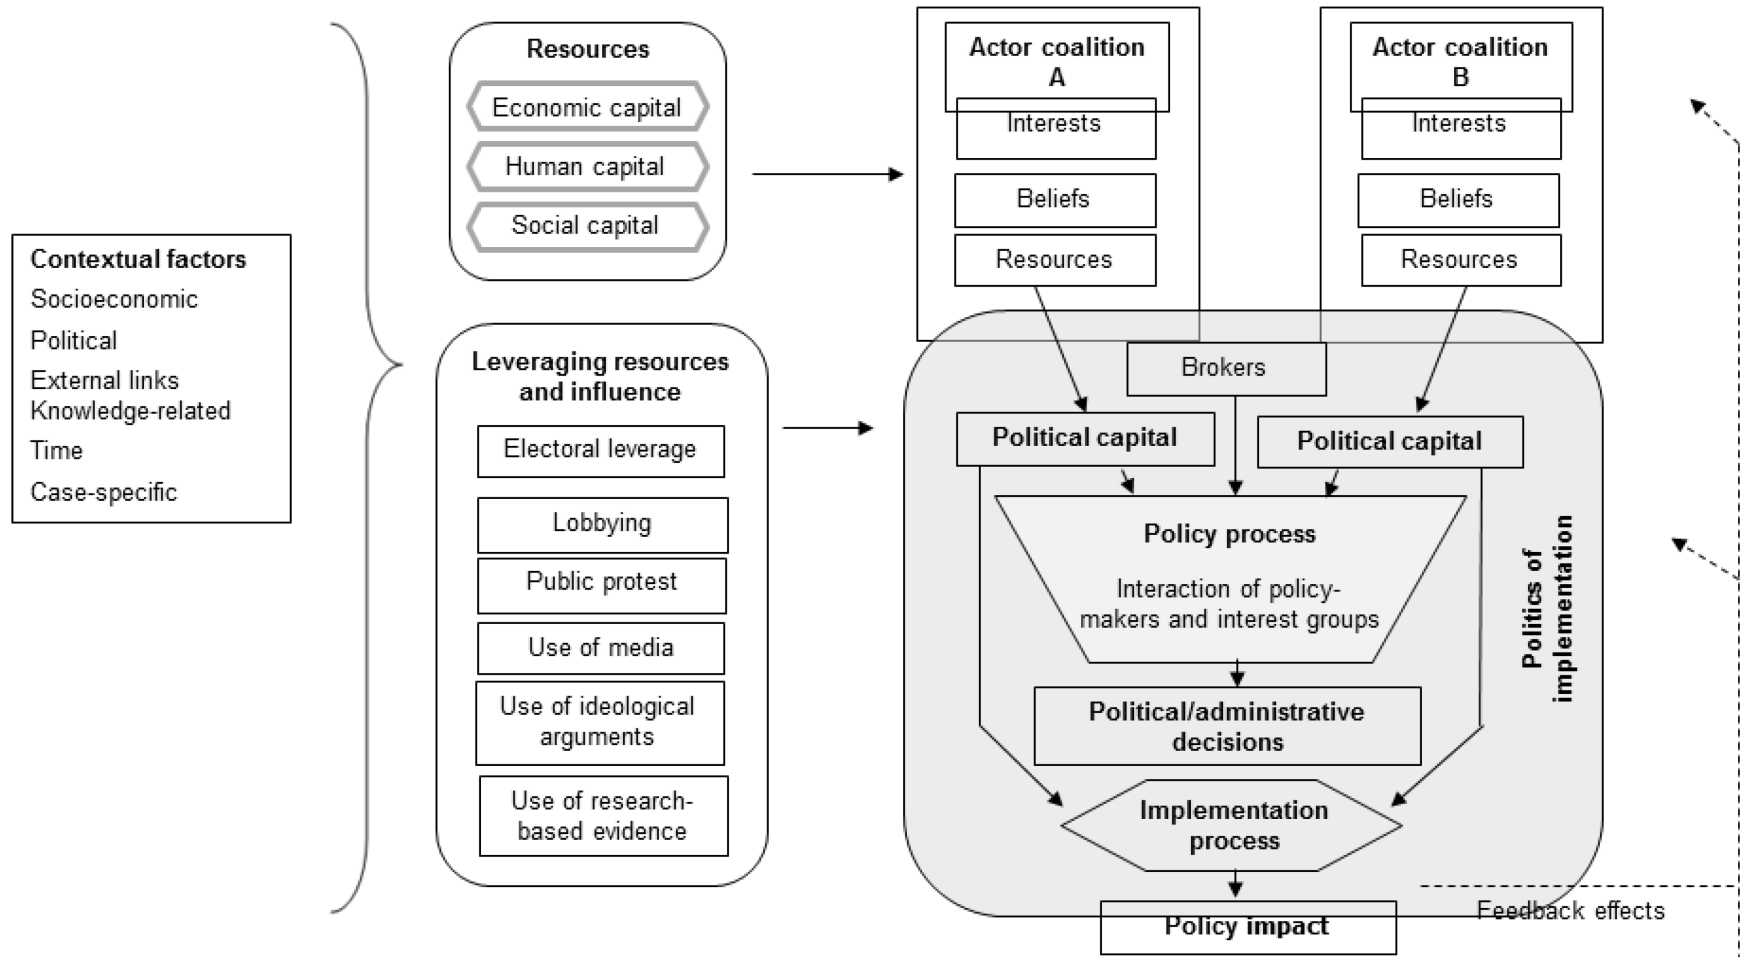 Contextual factors
Socioeconomic
Political
External links
Knowledge-related
Time
Case-specific
Resources
Economic capital
Human capital
Social capital
Leveraging resources
and influence
Electoral leverage
Lobbying
Public protest
Use of media
Use of ideological
arguments
Use of research-
based evidence
Actor coalition
A
Interests
Beliefs
Resources
Actor coalition
B
Interests
Beliefs
Resources
Brokers
Political capital
Political capital
Policy process
Interaction of policy-
makers and interest groups
Political/administrative
decisions
Implementation
process
Policy impact
Politics of
implementation
Feedback effects